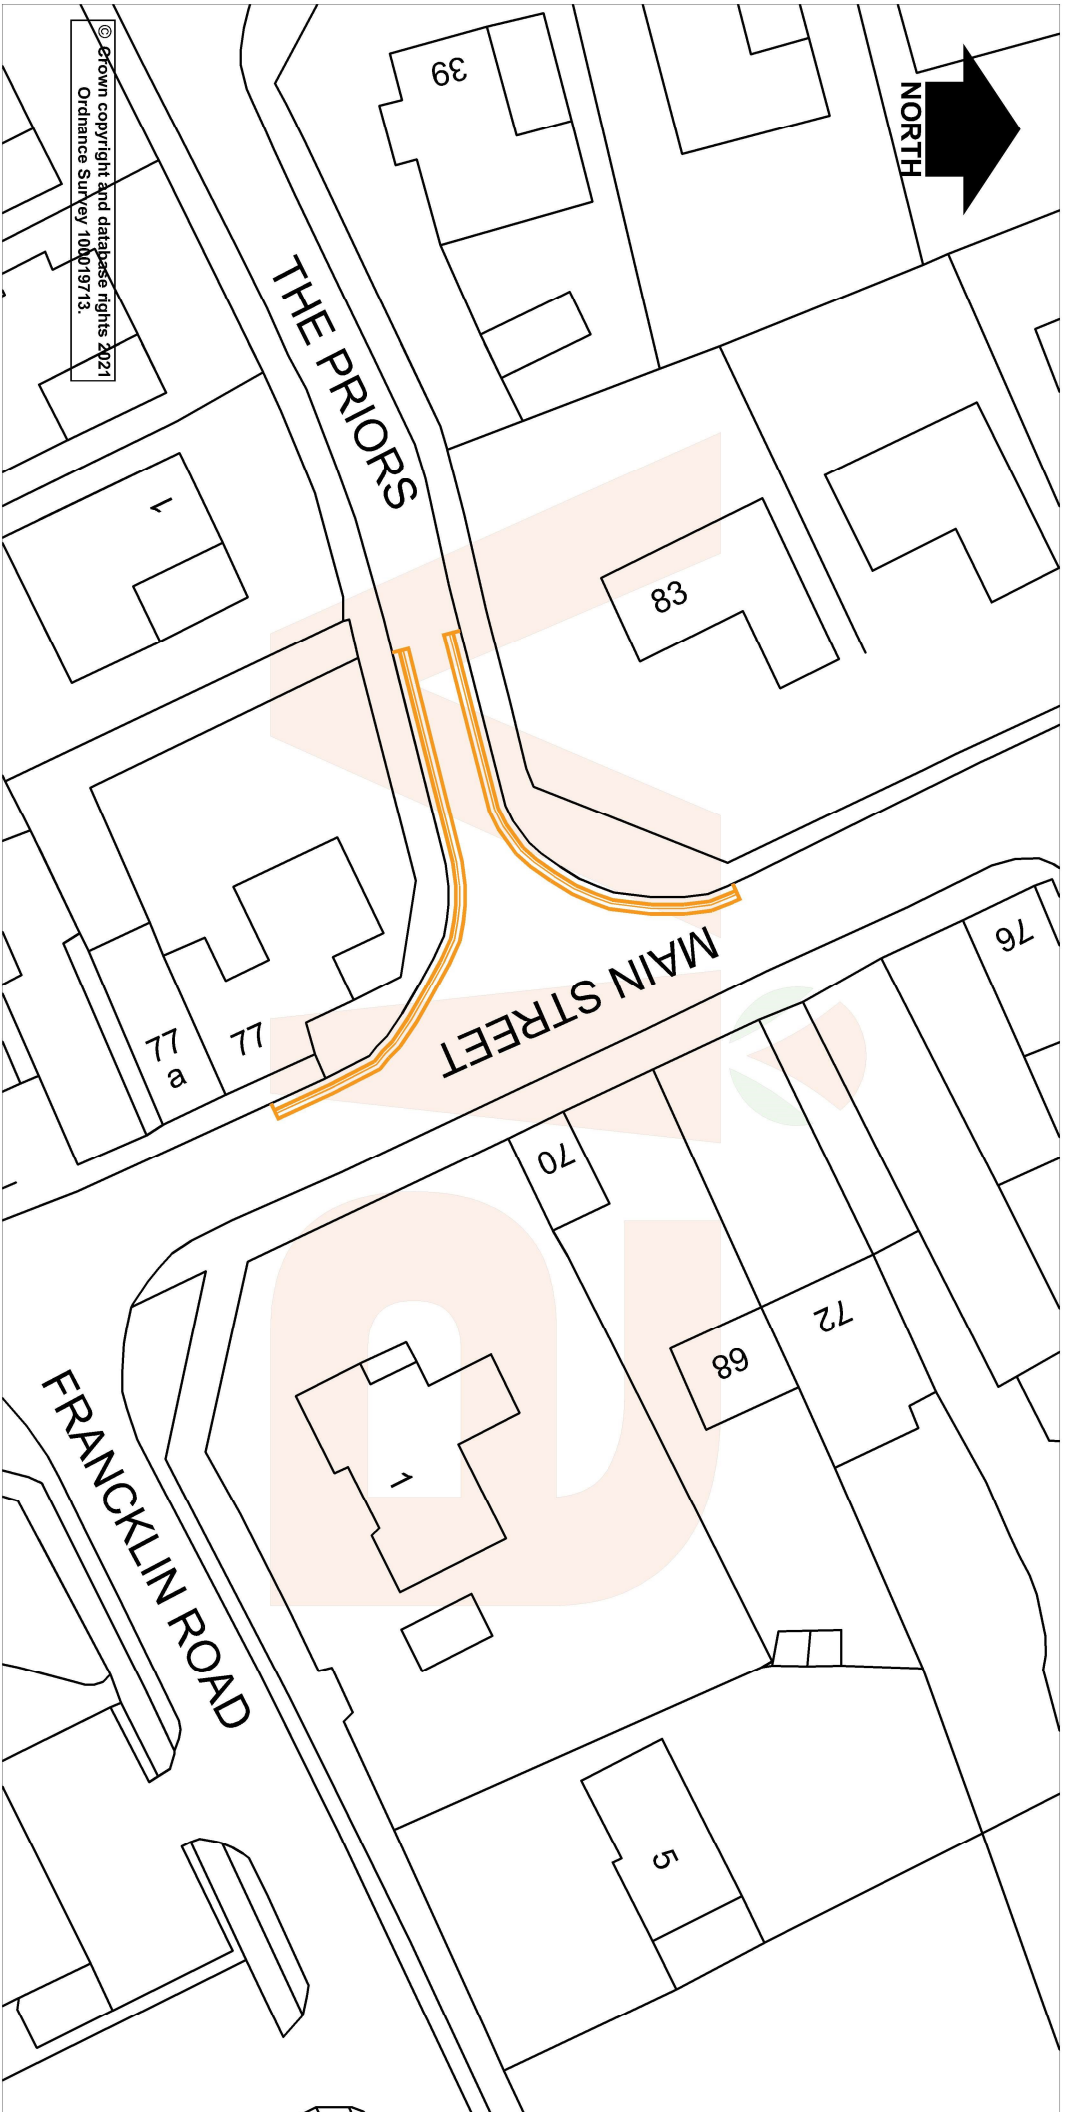 © Crown copyright and database rights 2021
Ordnance Survey 100019713.
39
NORTH
THE PRIORS
1
83
MAIN STREET
76
77
a
77
70
72
68
1
FRANCKLIN ROAD
5